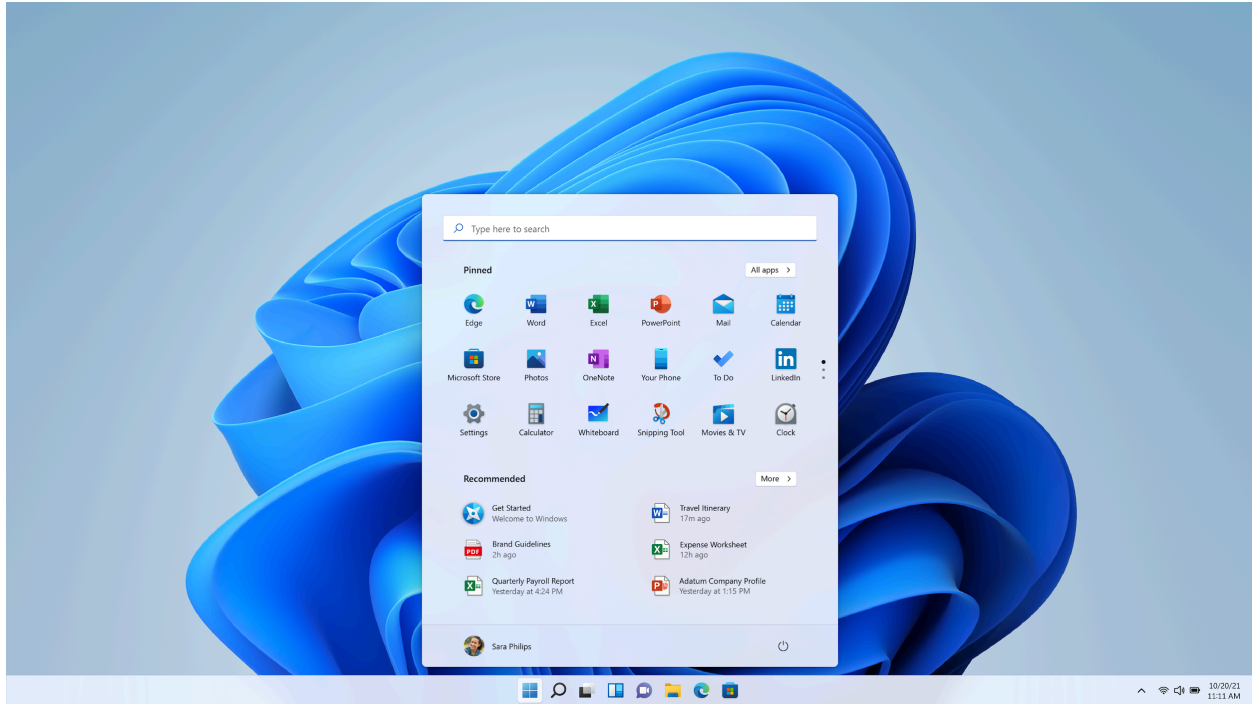 Type here to search
Pinned
All apps >
Edge
Word
Excel
PowerPoint
Mail
Calendar
Microsoft Store
Photos
OneNote
Your Phone
To Do
LinkedIn
Settings
Calculator
Whiteboard
Snipping Tool
Movies & TV
Clock
Recommended
More >
Get Started
Welcome to Windows
Travel Itinerary
17m ago
Brand Guidelines
2h ago
Expense Worksheet
12h ago
Quarterly Payroll Report
Yesterday at 4:24 PM
Adatum Company Profile
Yesterday at 1:15 PM
Sara Philips
10/20/21
11:11 AM